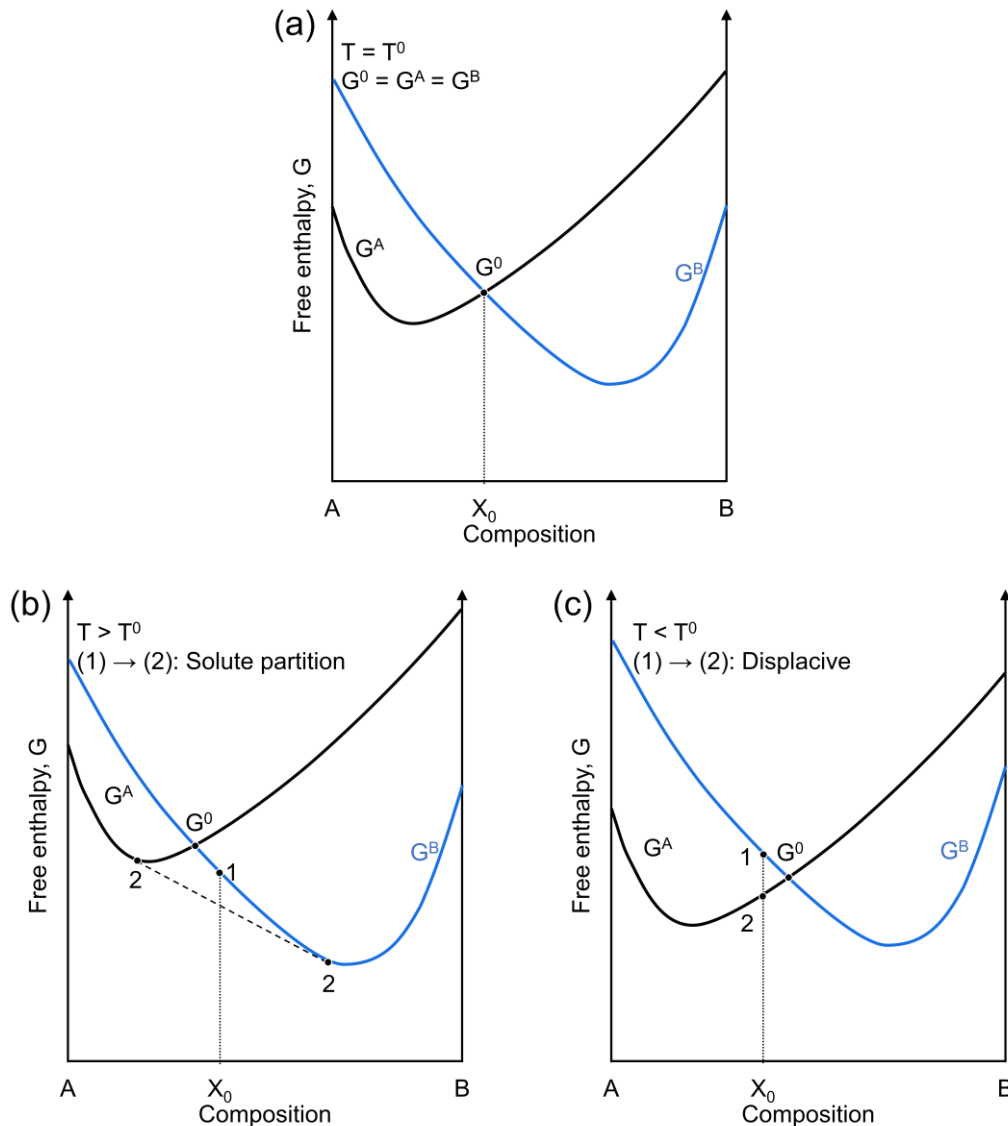 (a)
T = T⁰
G⁰ = Gᴬ = Gᴮ
Free enthalpy, G
Gᴬ
G⁰
Gᴮ
A
X₀
B
Composition
(b)
T > T⁰
(1) → (2): Solute partition
Free enthalpy, G
Gᴬ
G⁰
1
Gᴮ
2
2
A
X₀
B
Composition
(c)
T < T⁰
(1) → (2): Displacive
Free enthalpy, G
Gᴬ
1
G⁰
Gᴮ
2
A
X₀
B
Composition